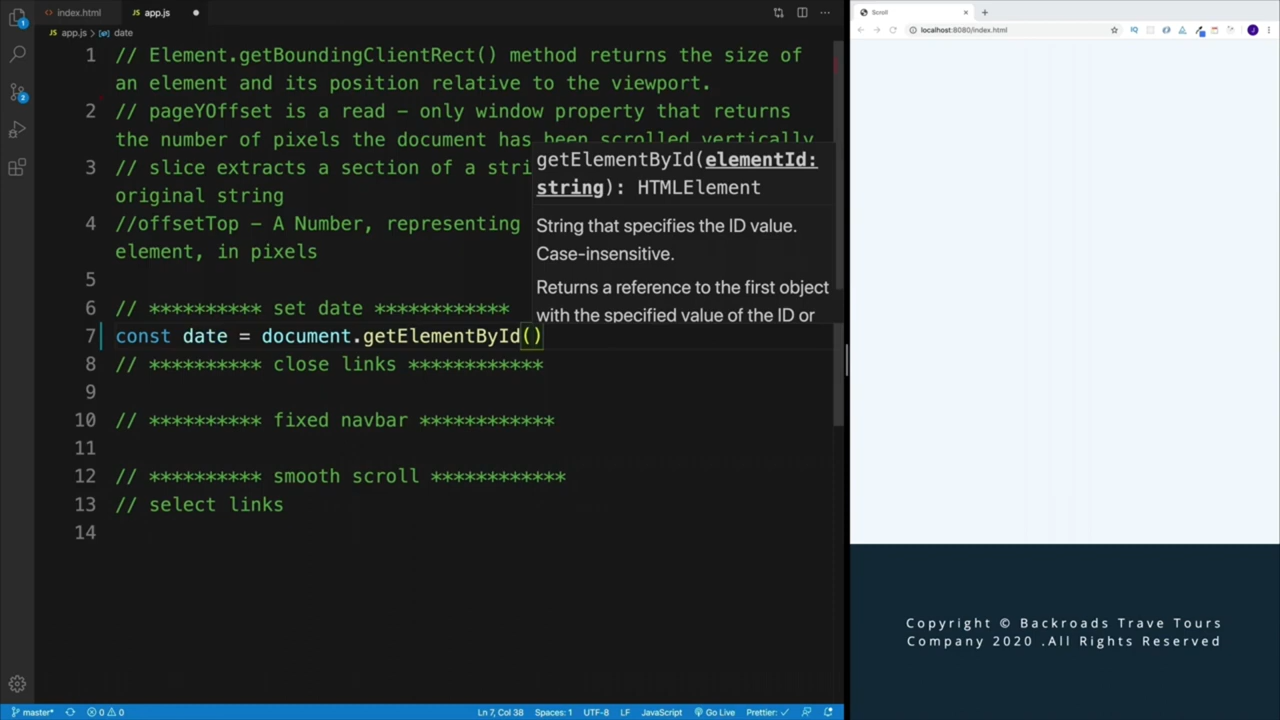 index.html
app.js
app.js > date
1 // Element.getBoundingClientRect() method returns the size of
an element and its position relative to the viewport.
2 // pageYOffset is a read - only window property that returns
the number of pixels the document has been scrolled vertically
3 // slice extracts a section of a stri
original string
4 //offsetTop - A Number, representing
element, in pixels
5
6 // ********** set date ************
7 const date = document.getElementById()
8 // ********** close links ************
9
10 // ********** fixed navbar ************
11
12 // ********** smooth scroll ************
13 // select links
14
getElementById(elementId:
string): HTMLElement
String that specifies the ID value.
Case-insensitive.
Returns a reference to the first object
with the specified value of the ID or
1
2
master*
0 0
Ln 7, Col 38
Spaces: 1
UTF-8
LF
JavaScript
Go Live
Prettier: ✓
Scroll
localhost:8080/index.html
J
Copyright © Backroads Trave Tours
Company 2020 .All Rights Reserved